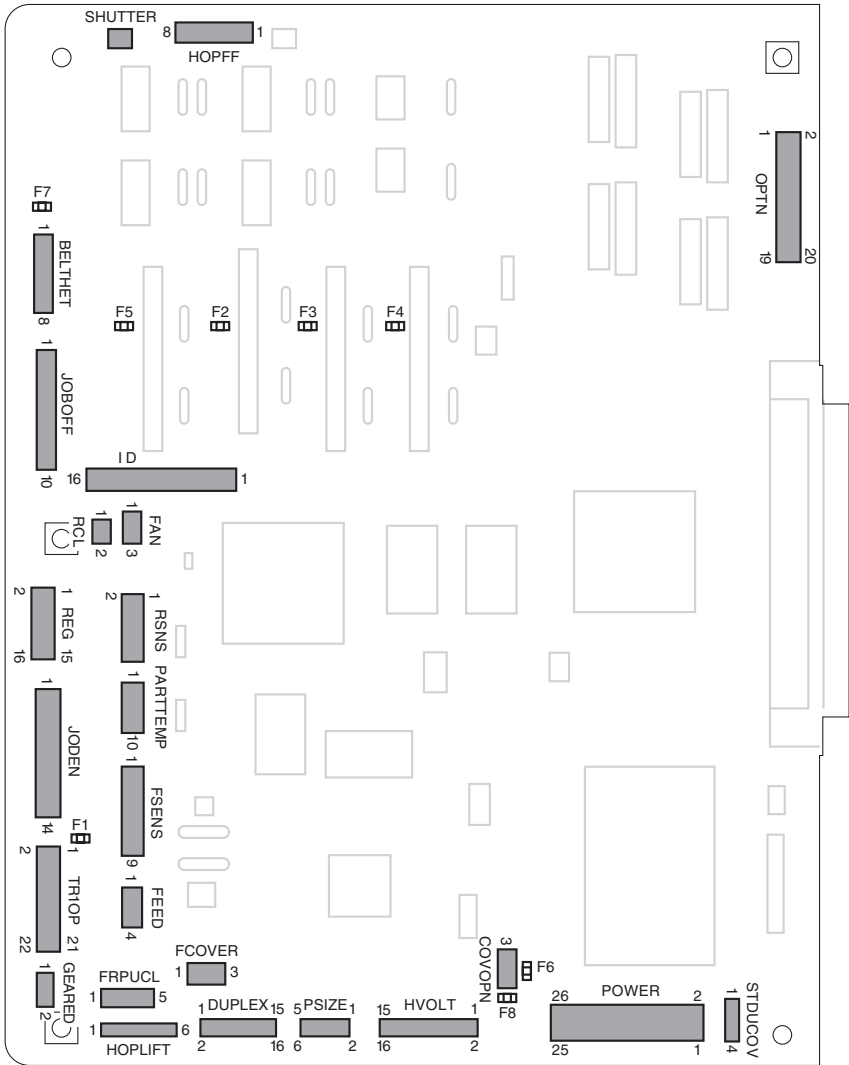 SHUTTER
8 1
HOPFF
1 2
OPTN
19 20
F7
1
BELTHET
8
F5 F2 F3 F4
1
JOBOFF
10
ID
16 1
RCL
1
2
1
FAN
3
2 1
REG
16 15
2 1
RSNS
1
PARTTEMP
10
1
JODEN
14
1
FSENS
9
F1
2 1
TR1OP
22 21
1
FEED
4
FCOVER
1 3
3
COVOPN
F6
F8
GEARED
1
2
FRPUCL
1 5
1 6
HOPLIFT
1 DUPLEX 15
2 16
5 PSIZE 1
6 2
HVOLT
15 1
16 2
POWER
26 2
25 1
1
STDUCOV
4